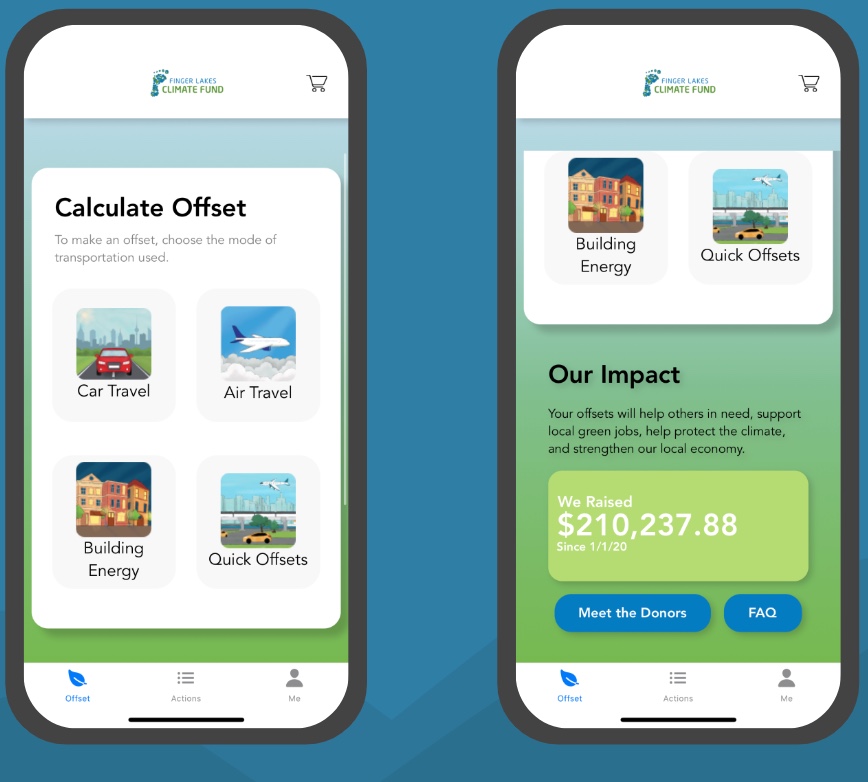 FINGER LAKES
CLIMATE FUND
Calculate Offset
To make an offset, choose the mode of
transportation used.
Car Travel
Air Travel
Building
Energy
Quick Offsets
Offset
Actions
Me
FINGER LAKES
CLIMATE FUND
Building
Energy
Quick Offsets
Our Impact
Your offsets will help others in need, support
local green jobs, help protect the climate,
and strengthen our local economy.
We Raised
$210,237.88
Since 1/1/20
Meet the Donors
FAQ
Offset
Actions
Me